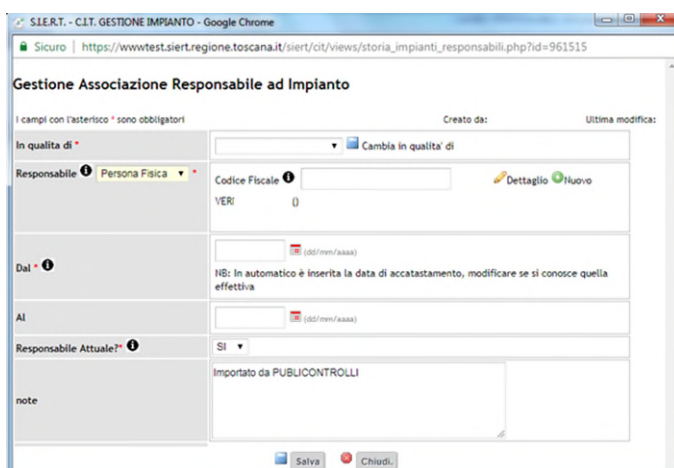 S.I.E.R.T. - C.I.T. GESTIONE IMPIANTO - Google Chrome
Sicuro | https://wwwtest.siert.regione.toscana.it/siert/cit/views/storia_impianti_responsabili.php?id=961515
Gestione Associazione Responsabile ad Impianto
I campi con l'asterisco * sono obbligatori Creato da: Ultima modifica:
In qualita di * Cambia in qualita' di
Responsabile Persona Fisica * Codice Fiscale Dettaglio Nuovo
VERI ()
Dal * (dd/mm/aaaa)
NB: In automatico è inserita la data di accatastamento, modificare se si conosce quella
effettiva
Al (dd/mm/aaaa)
Responsabile Attuale?* SI
note Importato da PUBLICONTROLLI
Salva Chiudi.